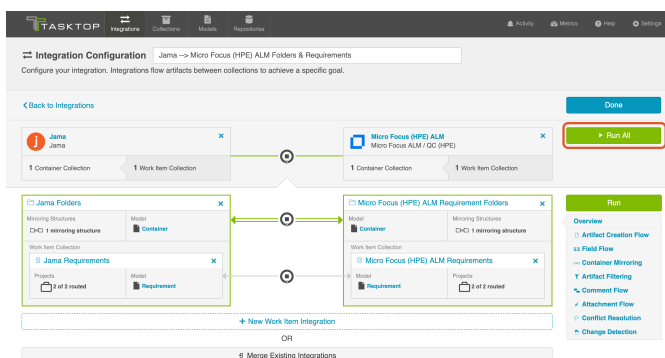 TASKTOP
Integrations
Collections
Models
Repositories
Activity
Metrics
Help
Settings
Integration Configuration
Jama --> Micro Focus (HPE) ALM Folders & Requirements
Configure your integration. Integrations flow artifacts between collections to achieve a specific goal.
Back to Integrations
Done
Run All
Jama
Jama
1 Container Collection
1 Work Item Collection
Micro Focus (HPE) ALM
Micro Focus ALM / QC (HPE)
1 Container Collection
1 Work Item Collection
Jama Folders
Mirroring Structures
1 mirroring structure
Model
Container
Work Item Collection
Jama Requirements
Projects
2 of 2 routed
Model
Requirement
Micro Focus (HPE) ALM Requirement Folders
Model
Container
Mirroring Structures
1 mirroring structure
Work Item Collection
Micro Focus (HPE) ALM Requirements
Model
Requirement
Projects
2 of 2 routed
Run
Overview
Artifact Creation Flow
Field Flow
Container Mirroring
Artifact Filtering
Comment Flow
Attachment Flow
Conflict Resolution
Change Detection
+ New Work Item Integration
OR
Merge Existing Integrations